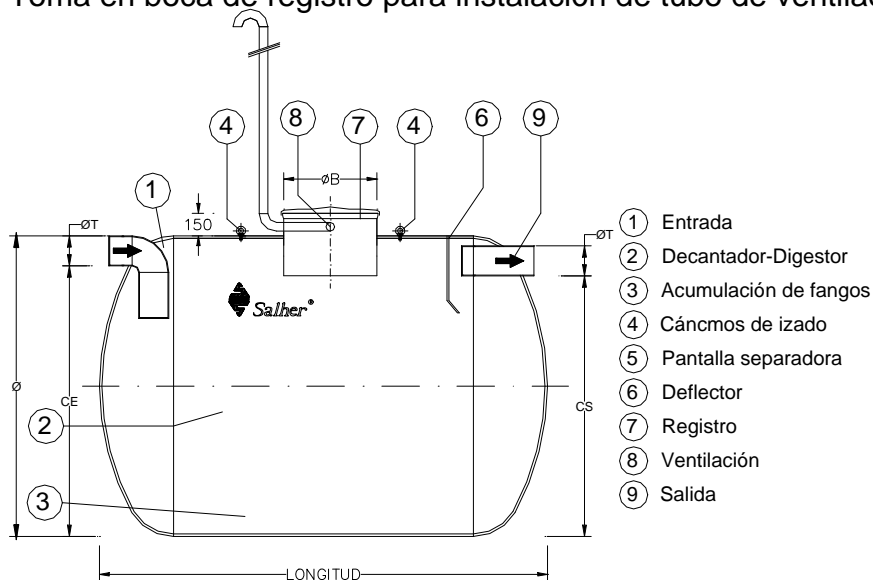 Toma en boca de registro para instalación de tubo de ventilac
4
8
7
4
6
9
ØB
1
ØT
150
ØT
Salher®
Ø
CE
CS
2
3
LONGITUD
1 Entrada
2 Decantador-Digestor
3 Acumulación de fangos
4 Cáncmos de izado
5 Pantalla separadora
6 Deflector
7 Registro
8 Ventilación
9 Salida